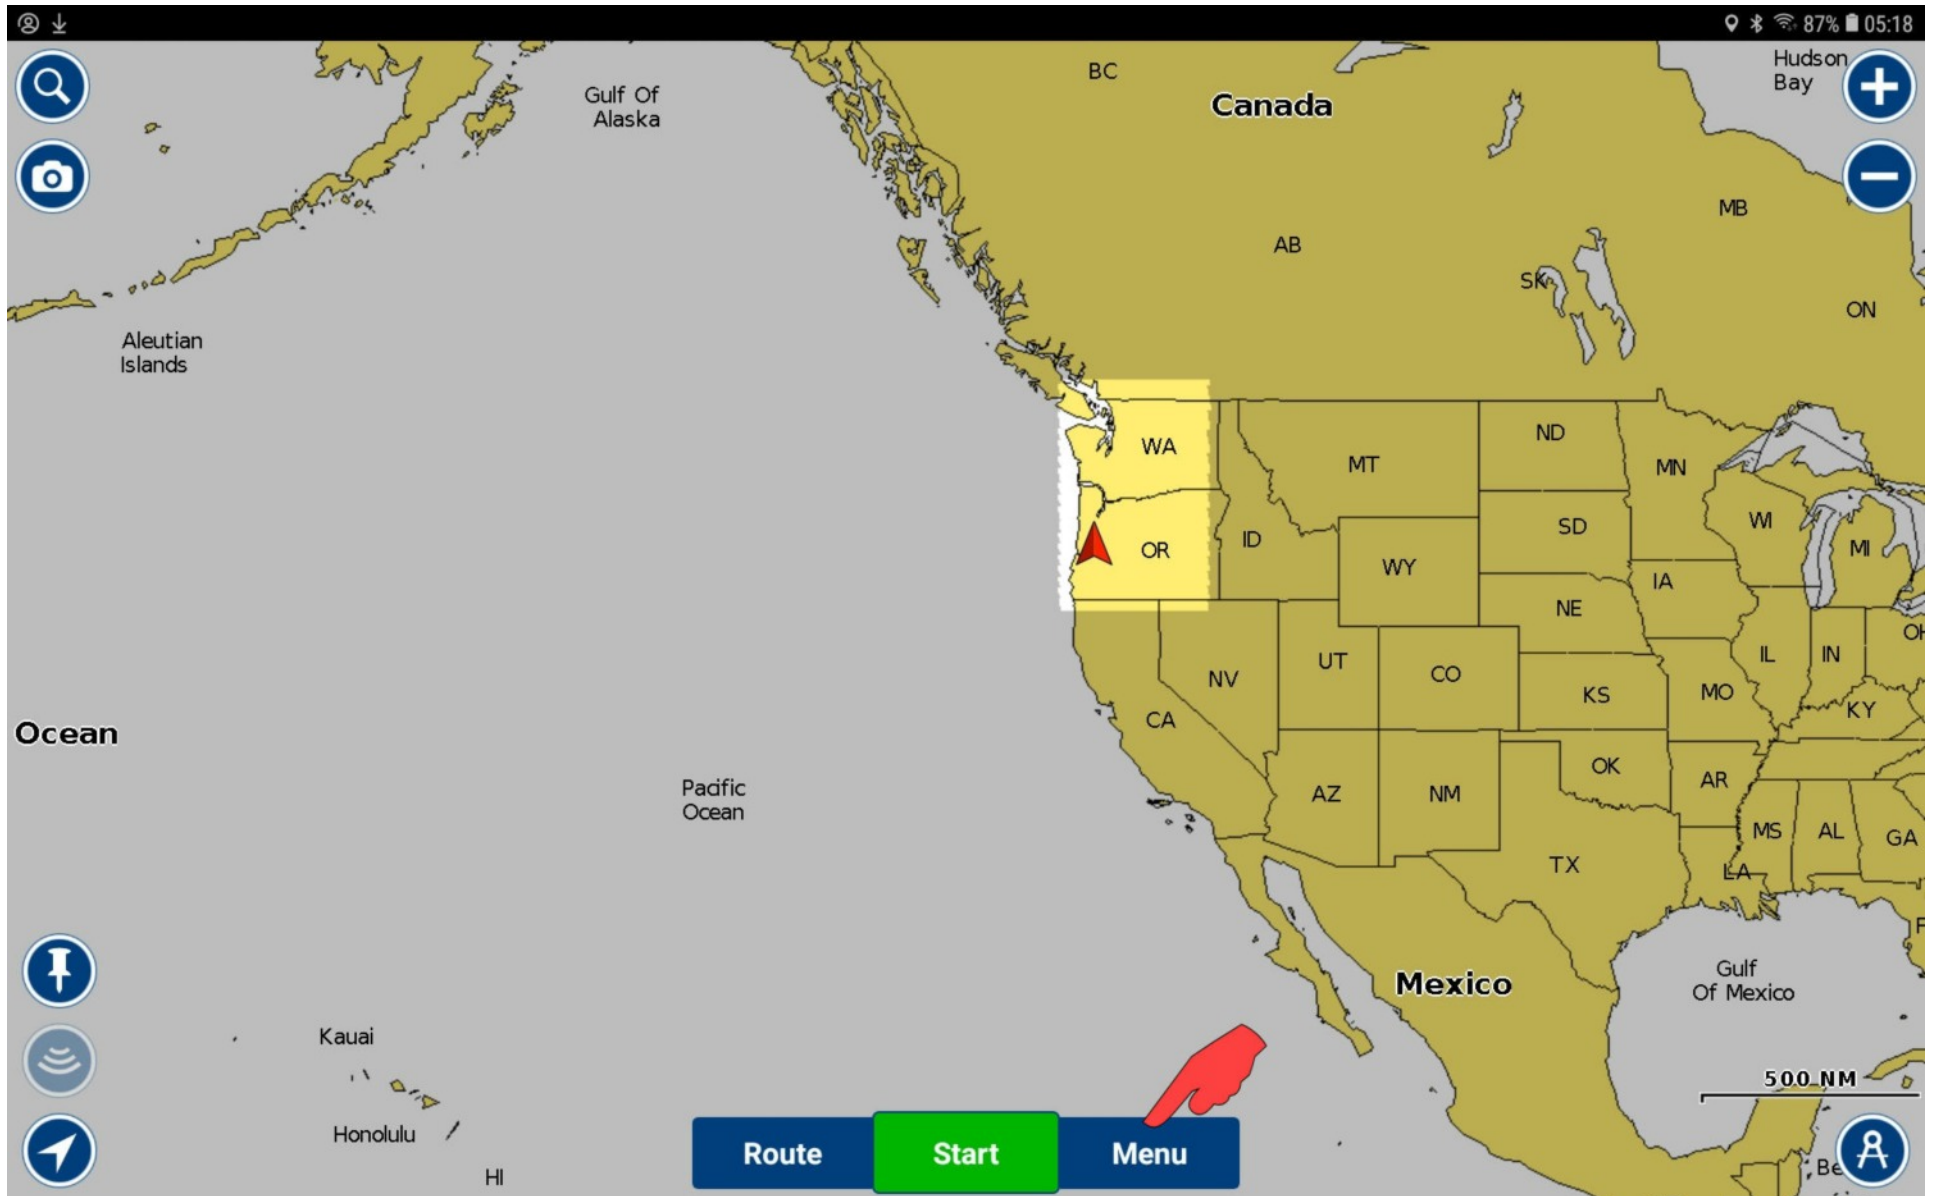 87% 05:18
Hudson
Bay
BC
Gulf Of
Alaska
Canada
MB
AB
SK
ON
Aleutian
Islands
WA
ND
MT
MN
SD
WI
OR
ID
MI
WY
IA
NE
OH
UT
IL
IN
CO
NV
KS
MO
KY
CA
Ocean
OK
AR
Pacific
Ocean
AZ
NM
MS
AL
GA
TX
LA
F
Gulf
Of Mexico
Mexico
Kauai
500 NM
Honolulu
Route
Start
Menu
Be
HI